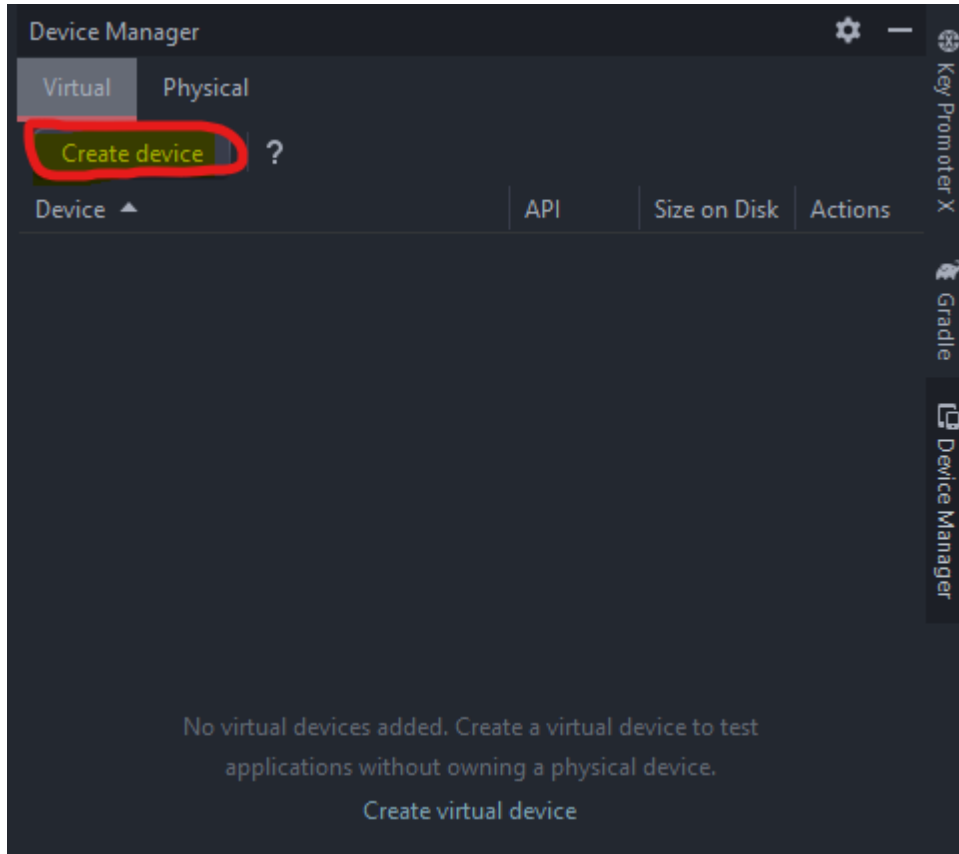 Device Manager
Virtual
Physical
Create device
?
Device
API
Size on Disk
Actions
No virtual devices added. Create a virtual device to test
applications without owning a physical device.
Create virtual device
Key Promoter X
Gradle
Device Manager